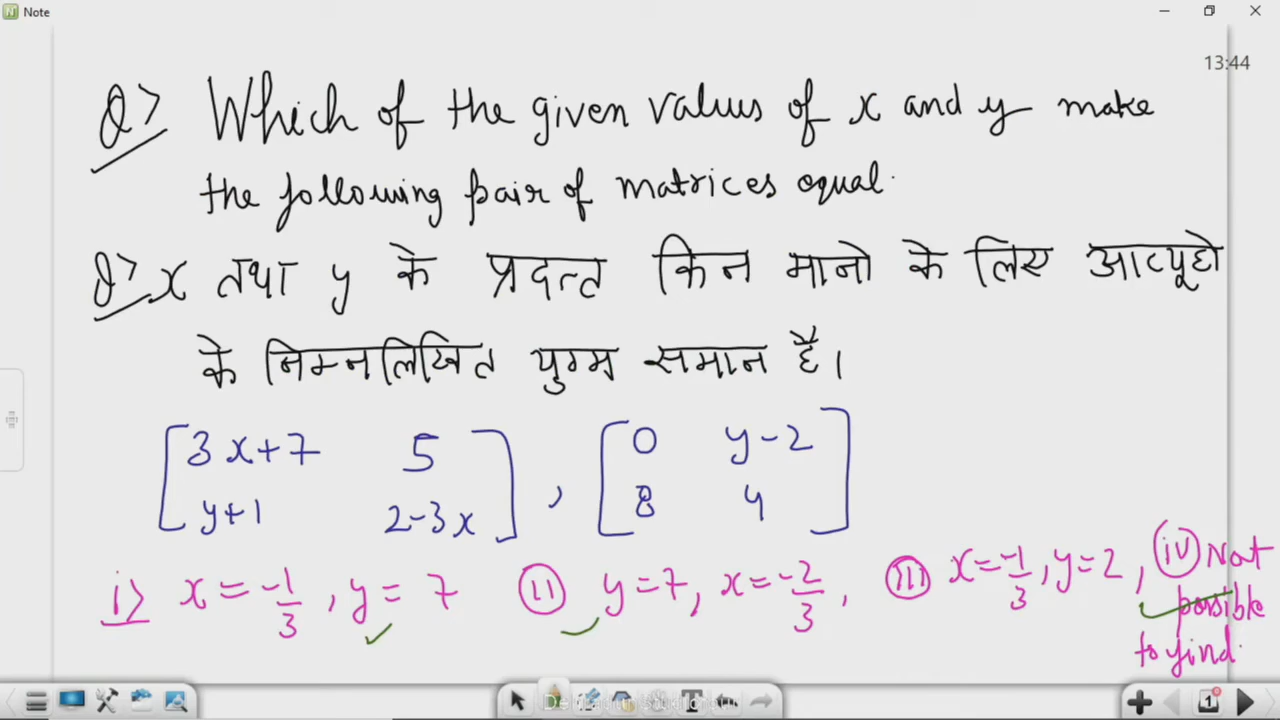 Note
13:44
Q> Which of the given values of x and y make
the following pair of matrices equal.
Q> x तथा y के प्रदत्त किन मानो के लिए आव्यूहो
के निम्नलिखित युग्म समान है।
[3x+7 5] , [0 y-2]
[y+1 2-3x] [8 4]
i> x = -1/3 , y = 7 (ii) y = 7, x = -2/3 , (iii) x = -1/3 , y = 2 , (iv) Not
possible
to find.
T
1